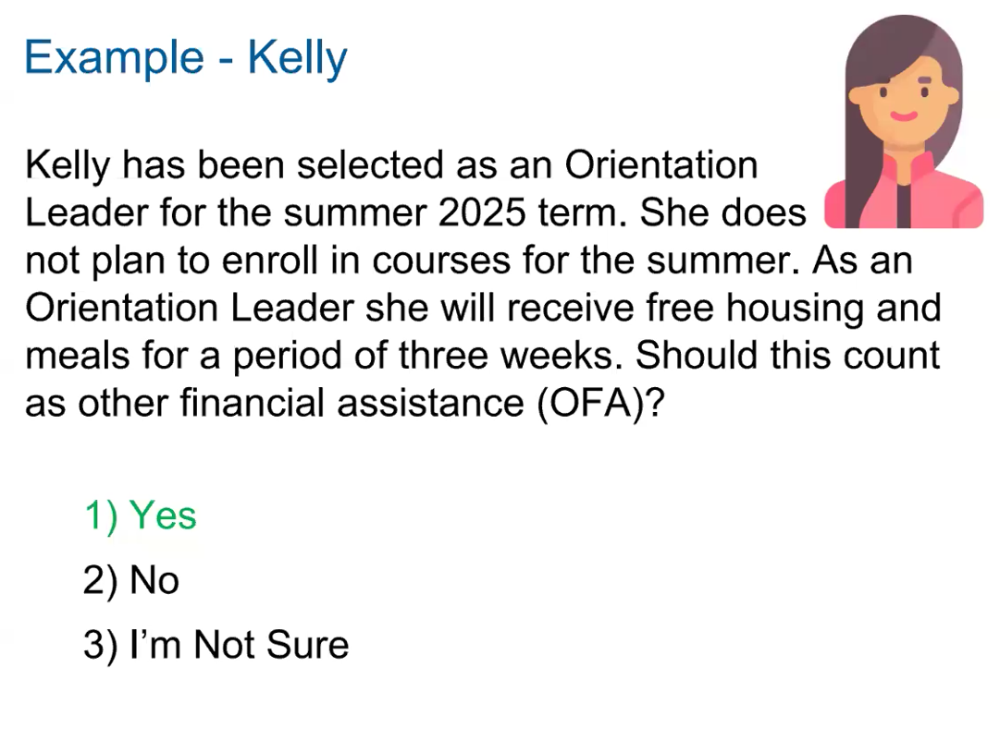 Example - Kelly
Kelly has been selected as an Orientation
Leader for the summer 2025 term. She does
not plan to enroll in courses for the summer. As an
Orientation Leader she will receive free housing and
meals for a period of three weeks. Should this count
as other financial assistance (OFA)?
1) Yes
2) No
3) I’m Not Sure